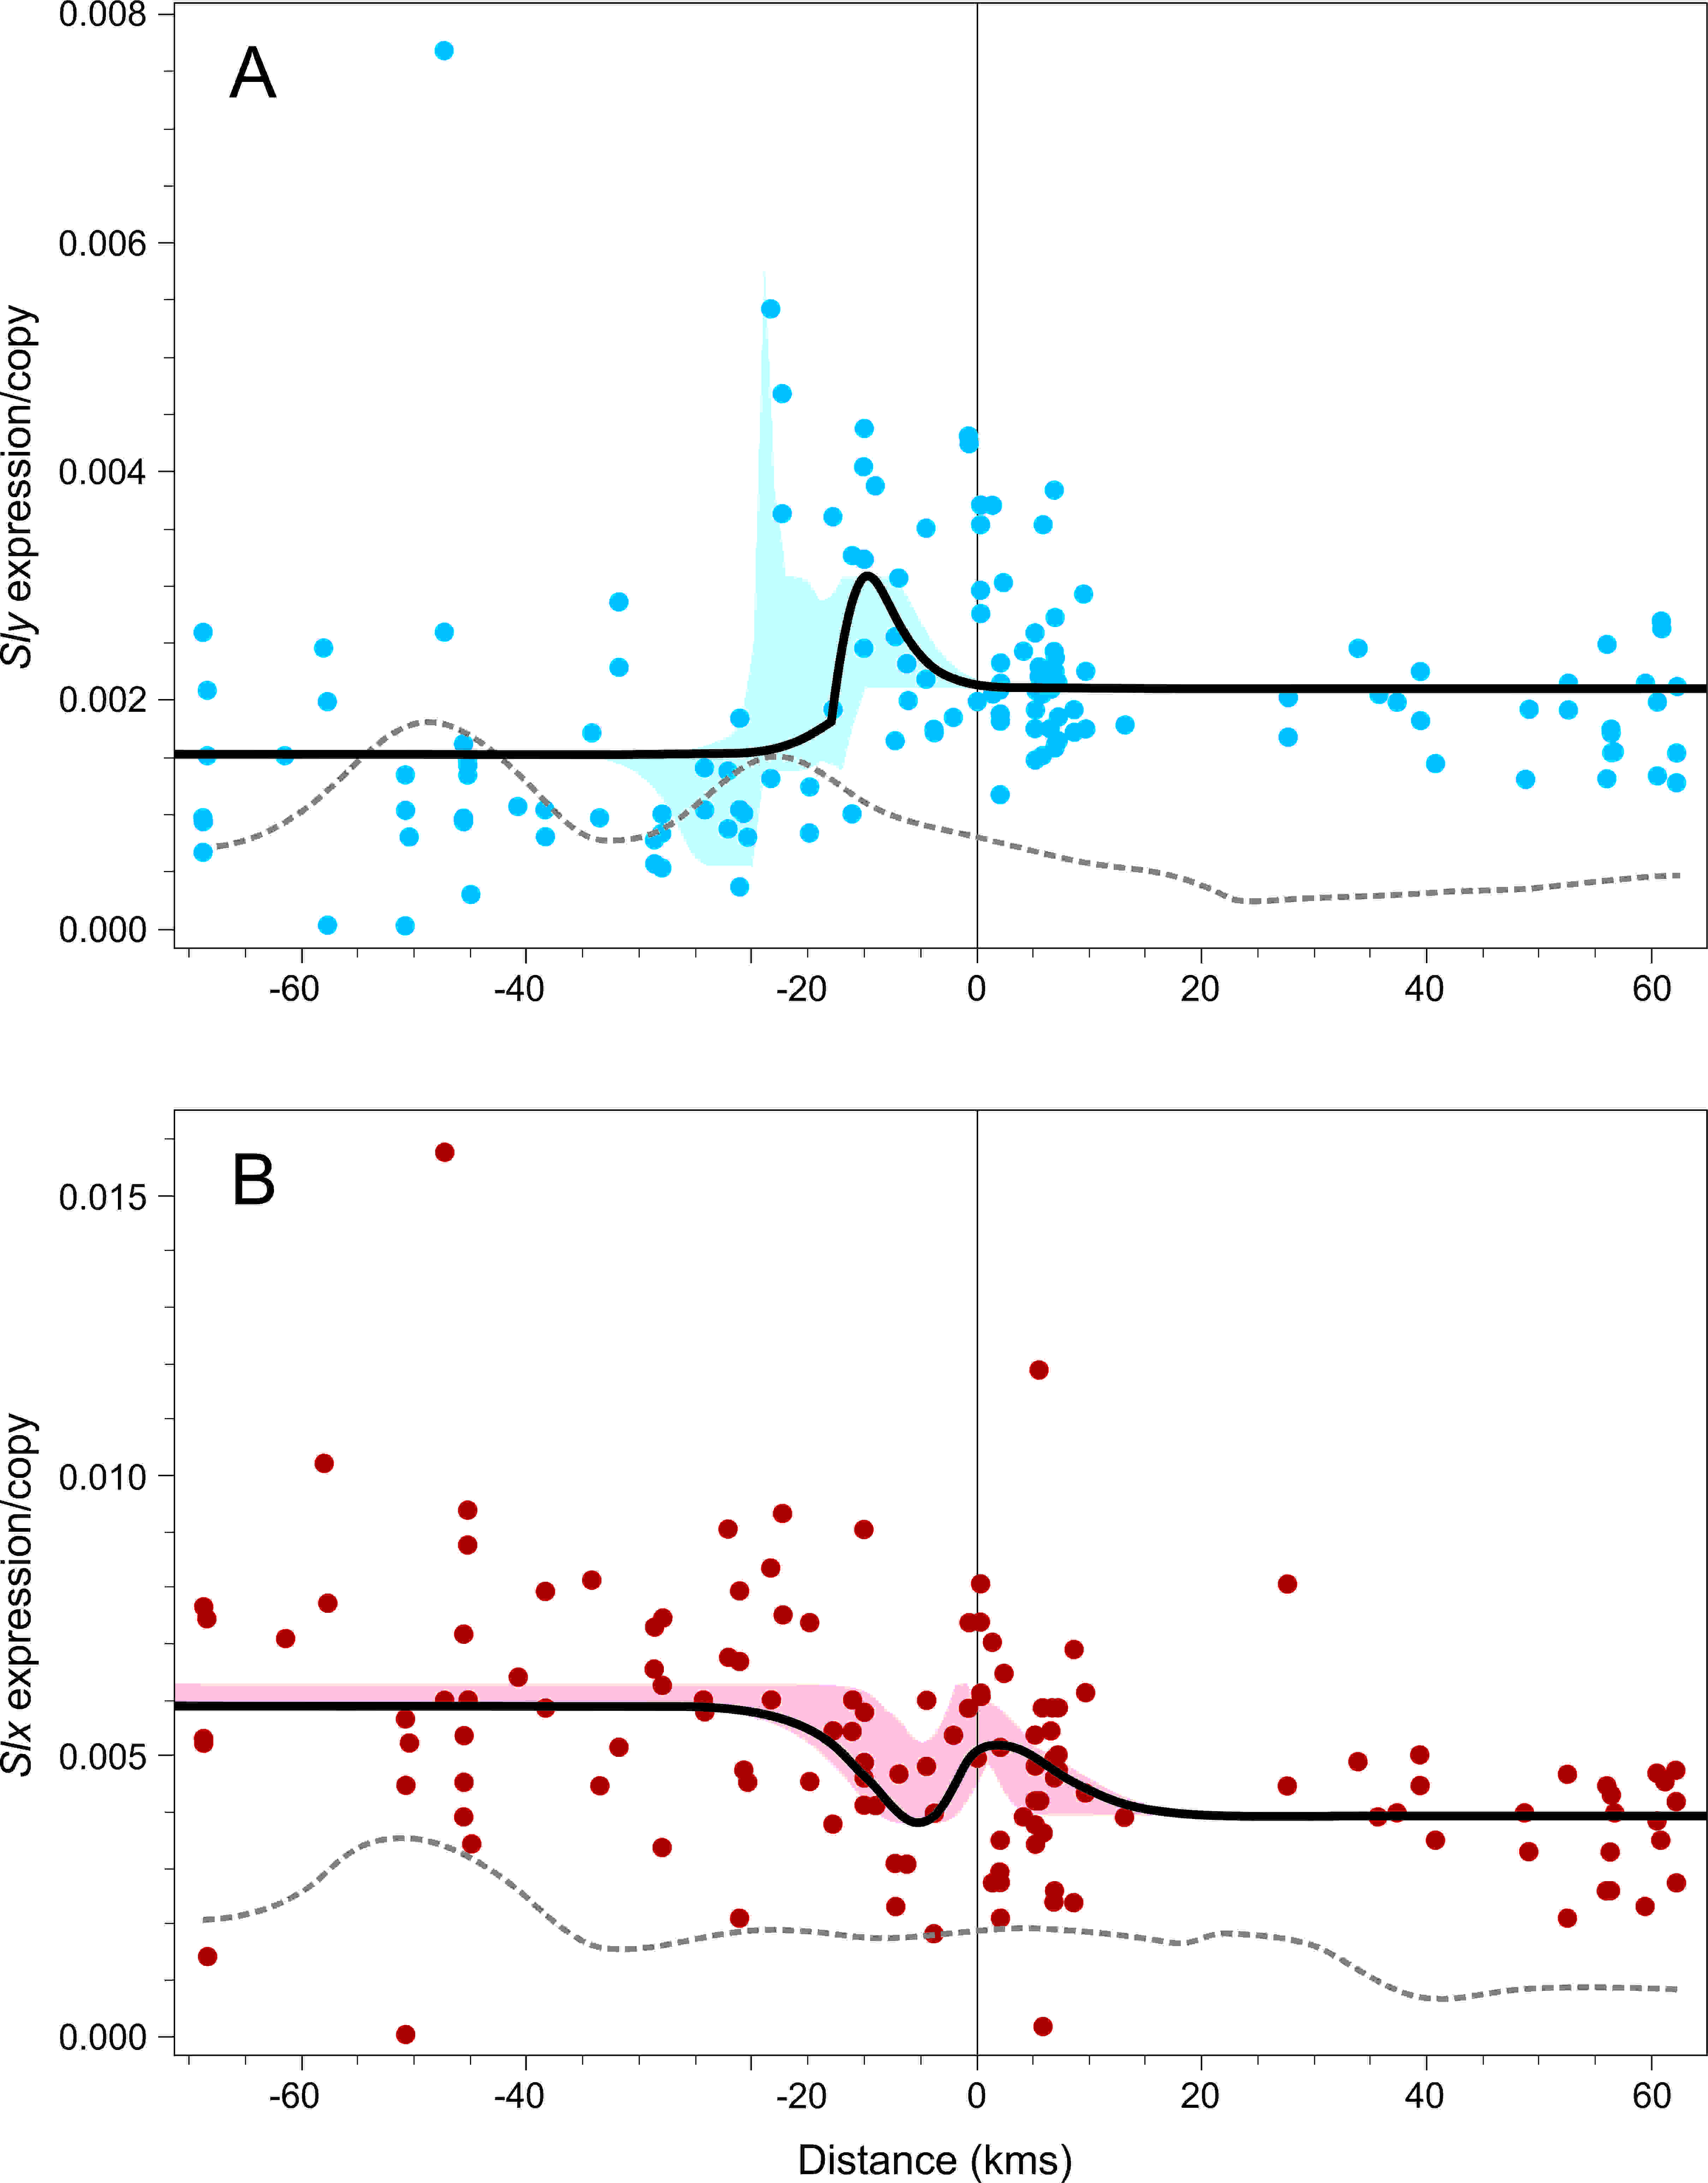 A
Sly expression/copy
0.008
0.006
0.004
0.002
0.000
-60 -40 -20 0 20 40 60
B
Slx expression/copy
0.015
0.010
0.005
0.000
-60 -40 -20 0 20 40 60
Distance (kms)